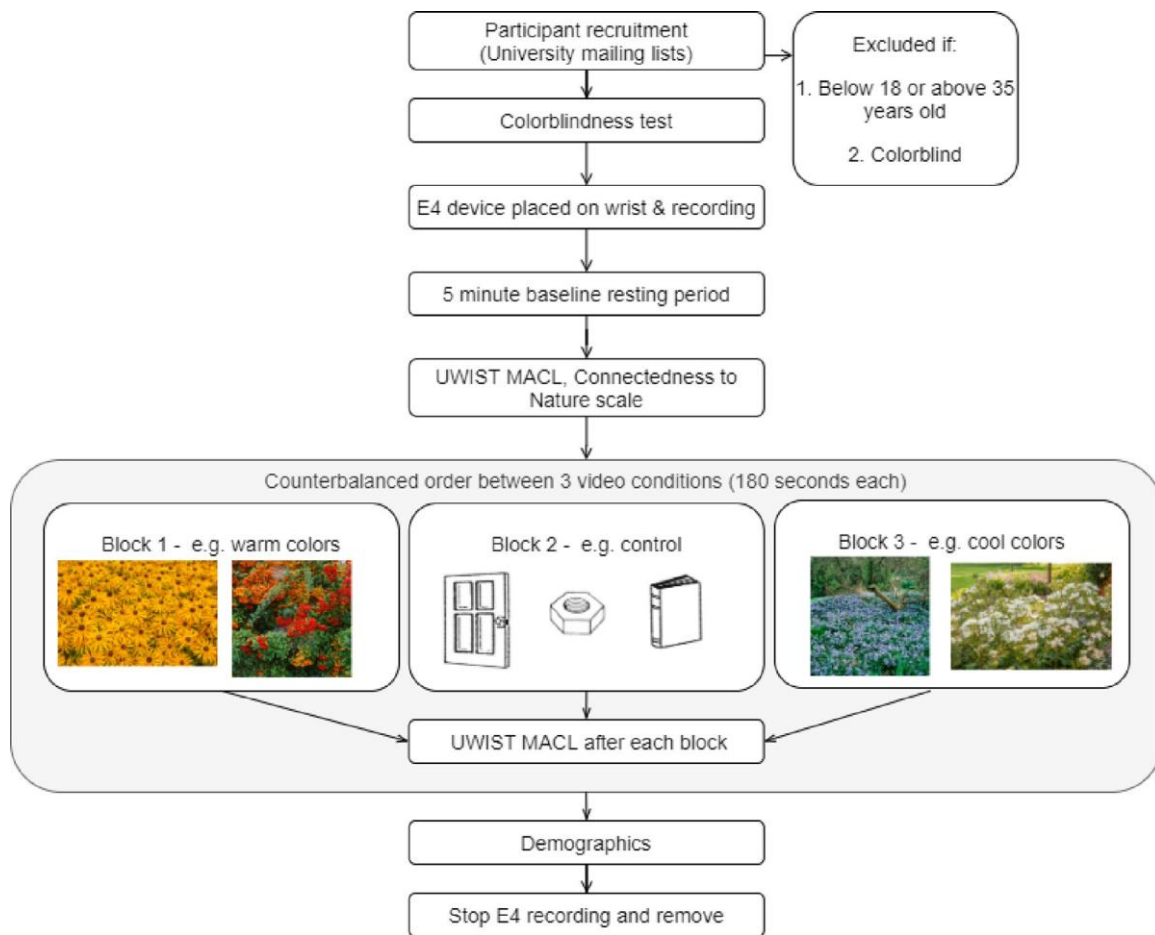 Participant recruitment
(University mailing lists)
Excluded if:
1. Below 18 or above 35
years old
2. Colorblind
Colorblindness test
E4 device placed on wrist & recording
5 minute baseline resting period
UWIST MACL, Connectedness to
Nature scale
Counterbalanced order between 3 video conditions (180 seconds each)
Block 1 - e.g. warm colors
Block 2 - e.g. control
Block 3 - e.g. cool colors
UWIST MACL after each block
Demographics
Stop E4 recording and remove